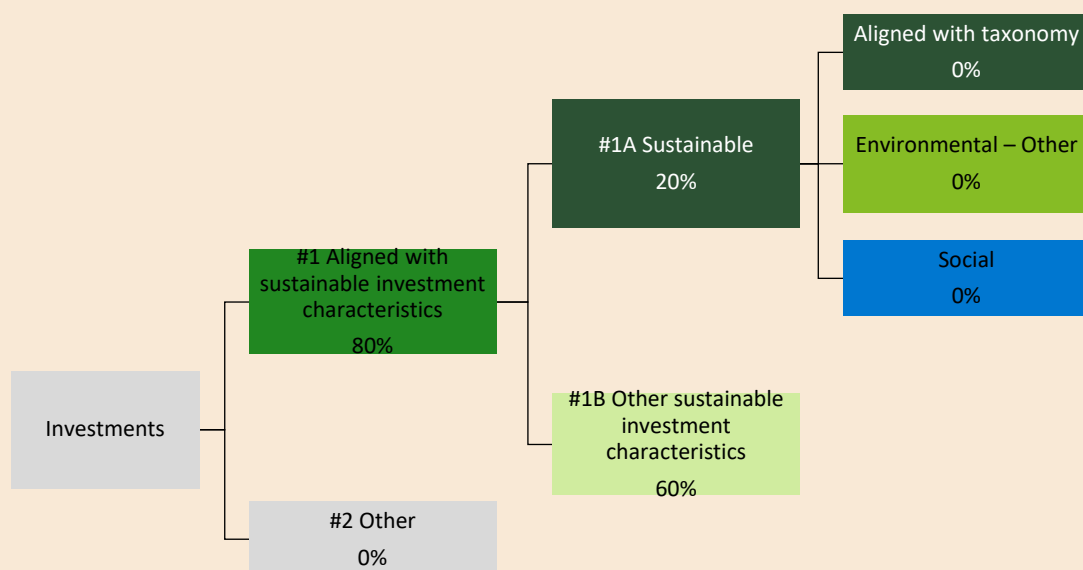 Investments
#1 Aligned with
sustainable investment
characteristics
80%
#2 Other
0%
#1A Sustainable
20%
#1B Other sustainable
investment
characteristics
60%
Aligned with taxonomy
0%
Environmental – Other
0%
Social
0%